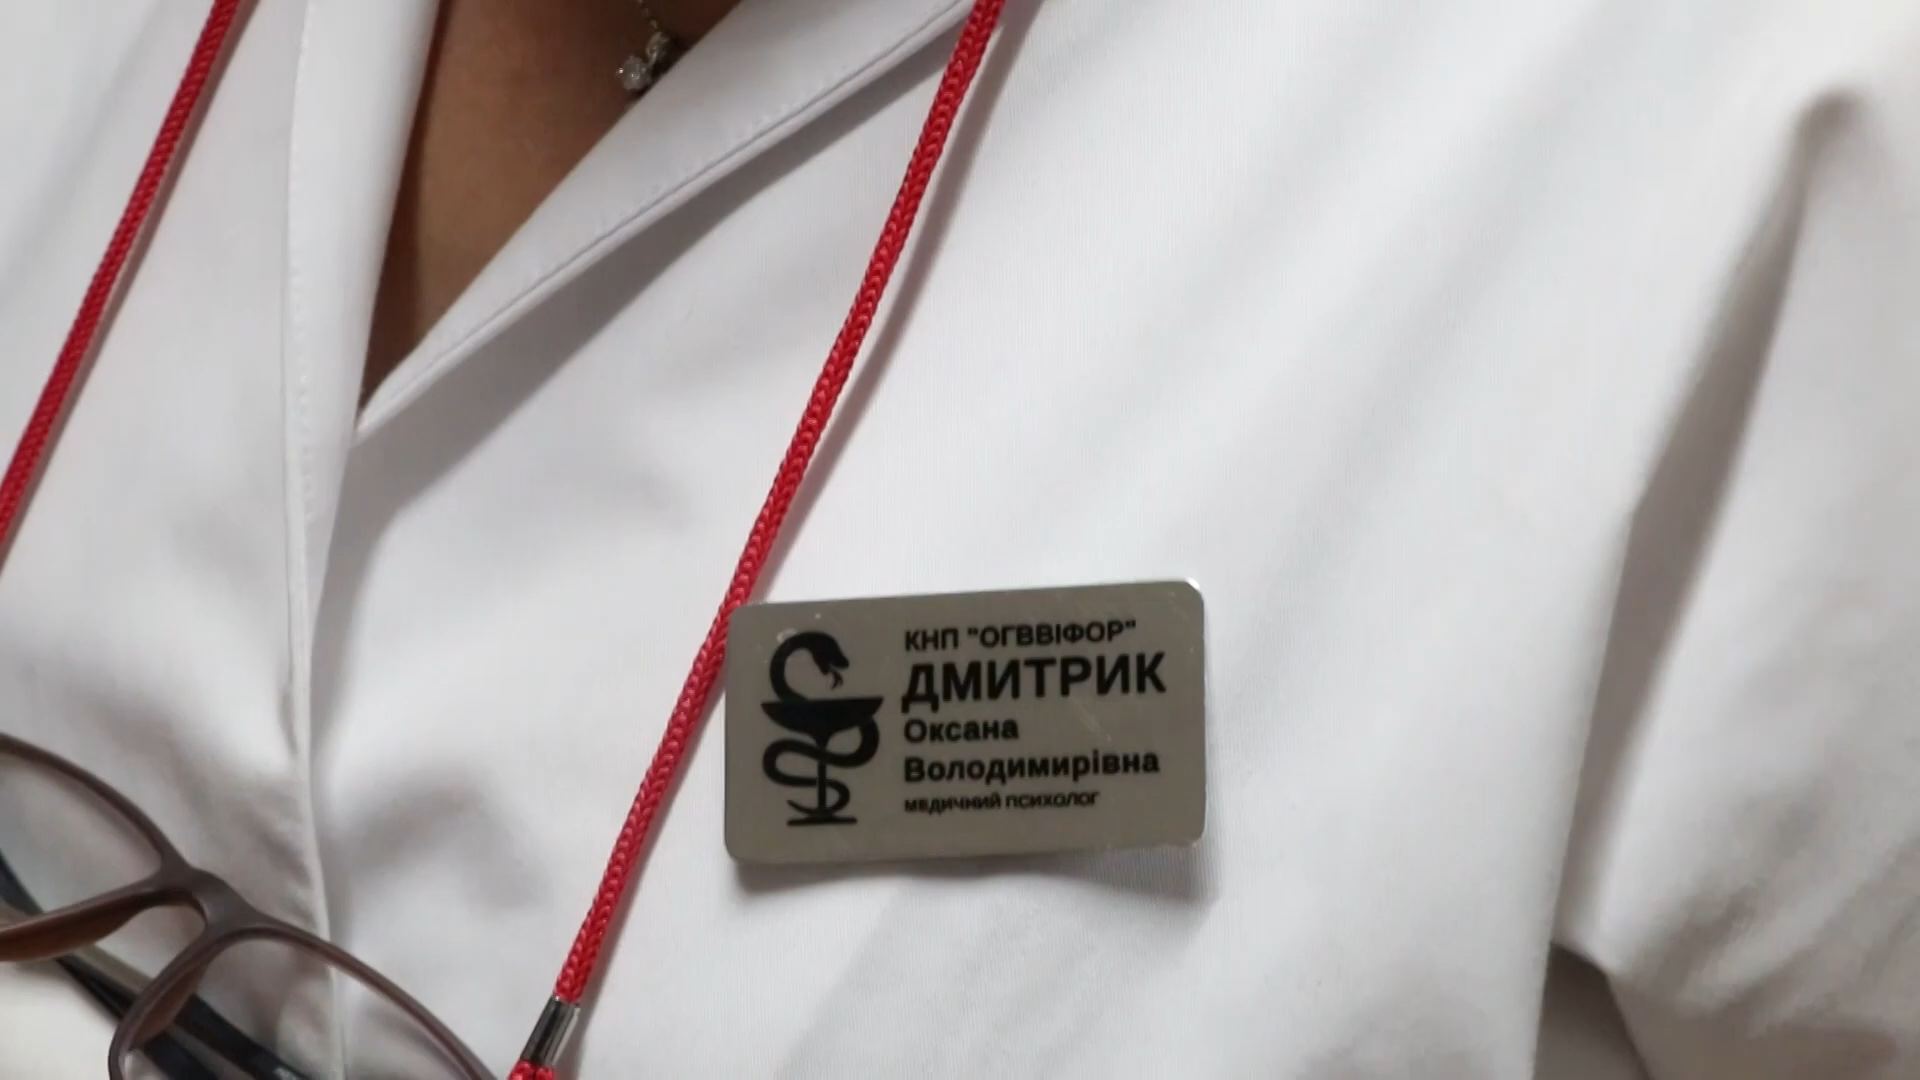 КНП "ОГВВІФОР"
ДМИТРИК
Оксана
Володимирівна
медичний психолог